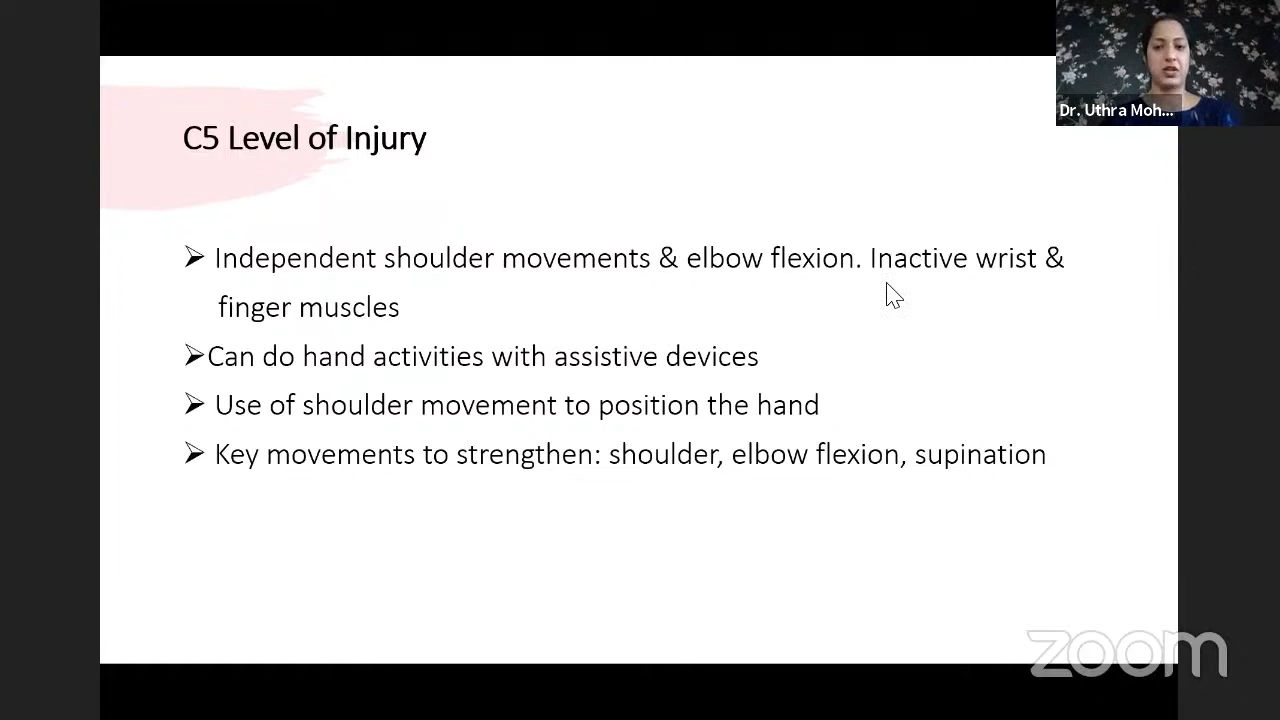 Dr. Uthra Moh...
C5 Level of Injury
➢ Independent shoulder movements & elbow flexion. Inactive wrist &
finger muscles
➢Can do hand activities with assistive devices
➢ Use of shoulder movement to position the hand
➢ Key movements to strengthen: shoulder, elbow flexion, supination
zoom